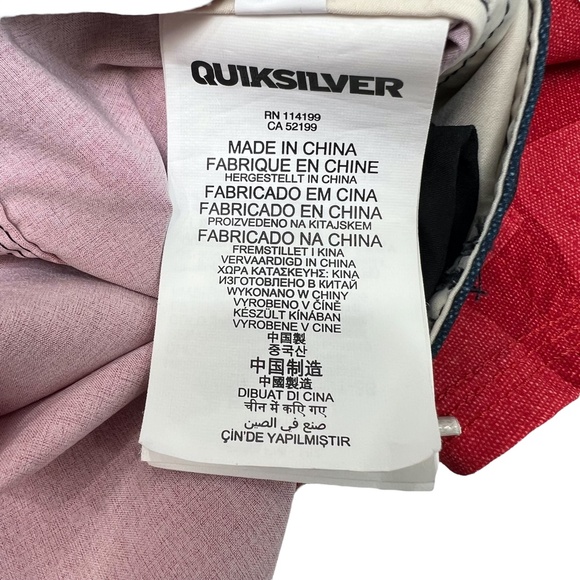 QUIKSILVER
RN 114199
CA 52199
MADE IN CHINA
FABRIQUE EN CHINE
HERGESTELLT IN CHINA
FABRICADO EM CINA
FABRICADO EN CHINA
PROIZVEDENO NA KITAJSKEM
FABRICADO NA CHINA
FREMSTILLET I KINA
VERVAARDIGD IN CHINA
ΧΩΡΑ ΚΑΤΑΣΚΕΥΗΣ: ΚΙΝΑ
ИЗГОТОВЛЕНО В КИТАЙ
WYKONANO W CHINY
VYROBENO V ČÍNĚ
KÉSZÜLT KÍNÁBAN
VYROBENE V CINE
中国製
중국산
中国制造
中國製造
DIBUAT DI CINA
चीन में कए गए
صنع في الصين
ÇİN'DE YAPILMIŞTIR